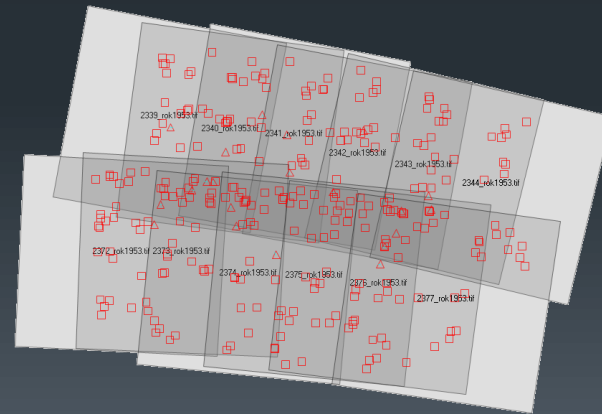 2339_rok1953.tif
2340_rok1953.tif
2341_rok1953.tif
2342_rok1953.tif
2343_rok1953.tif
2344_rok1953.tif
2372_rok1953.tif
2373_rok1953.tif
2374_rok1953.tif
2375_rok1953.tif
2376_rok1953.tif
2377_rok1953.tif